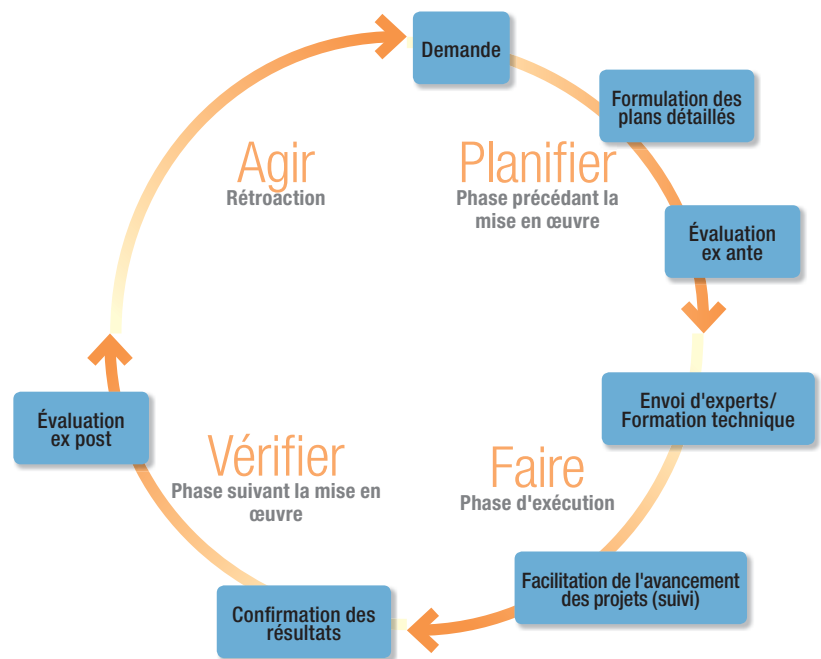 Demande
Formulation des
plans détaillés
Agir
Rétroaction
Planifier
Phase précédant la
mise en œuvre
Évaluation
ex ante
Envoi d'experts/
Formation technique
Évaluation
ex post
Vérifier
Phase suivant la mise en
œuvre
Faire
Phase d'exécution
Facilitation de l'avancement
des projets (suivi)
Confirmation des
résultats